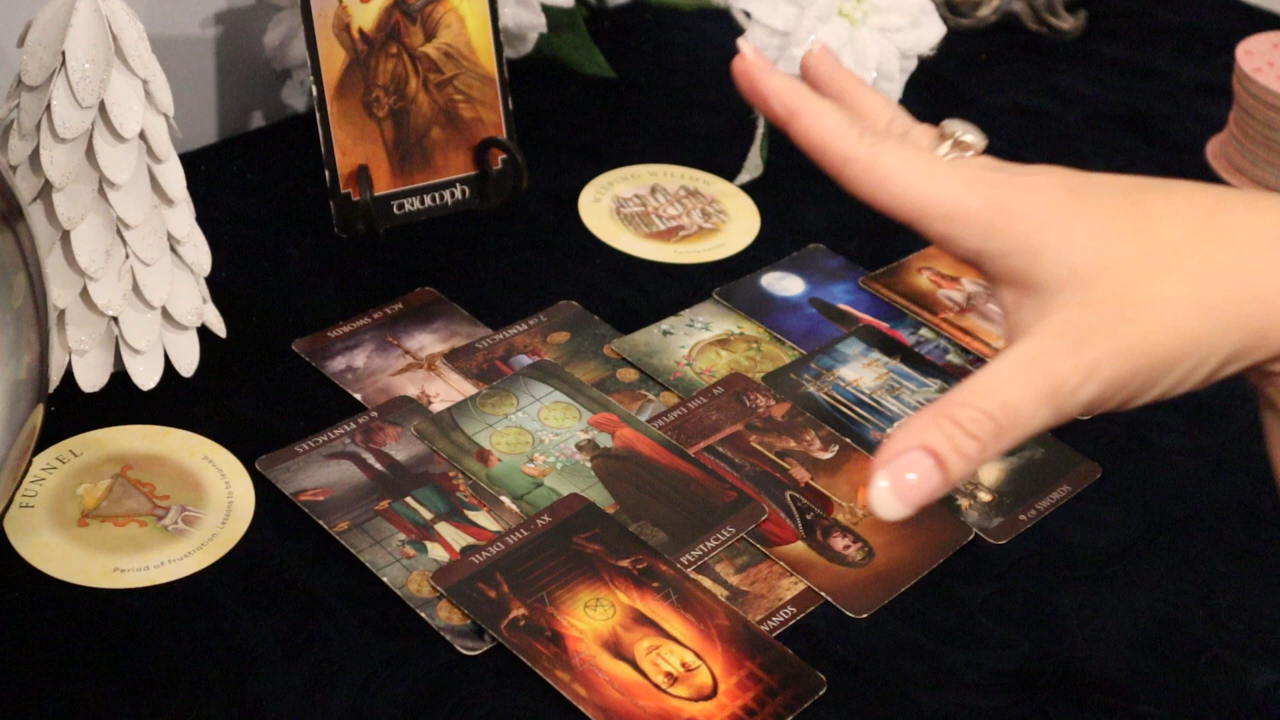 TRIUMPH
WEEPING WILLOW
ACE OF SWORDS
7 OF PENTACLES
6 OF PENTACLES
IV · THE EMPERO
FUNNEL
Period of frustration. Lessons to be learned.
9 OF SWORDS
XV · THE DEVIL
PENTACLES
WANDS